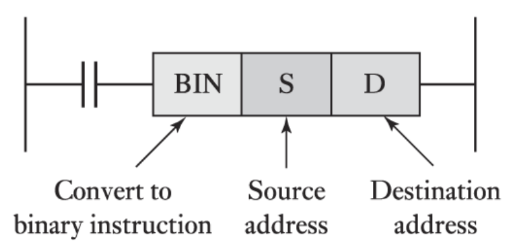 BIN S D
Convert to
binary instruction
Source
address
Destination
address